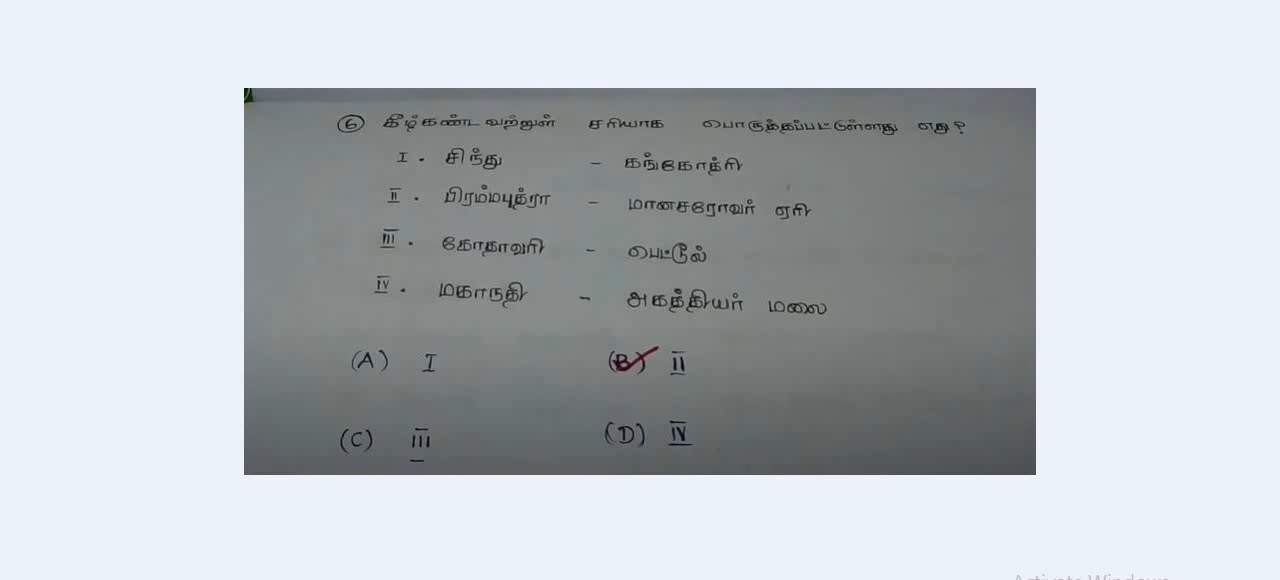 6 கீழ்கண்டவற்றுள் சரியாக பொருத்தப்பட்டுள்ளது எது?
I. சிந்து - கங்கோத்ரி
II. பிரம்மபுத்ரா - மானசரோவர் ஏரி
III. கோதாவரி - பெட்டூல்
IV. மகாநதி - அகத்தியர் மலை
(A) I (B) II
(C) III (D) IV